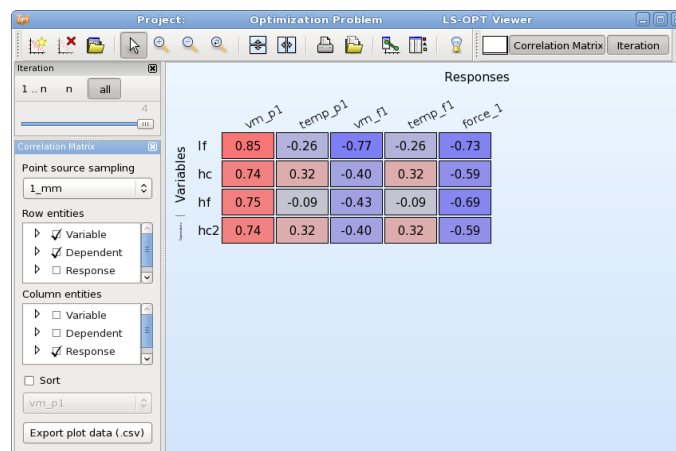 OPT Project: Optimization Problem LS-OPT Viewer
Correlation Matrix Iteration
Iteration
1 .. n n all
4
Correlation Matrix
Point source sampling
1_mm
Row entities
Variable
Dependent
Response
Column entities
Variable
Dependent
Response
Sort
vm_p1
Export plot data (.csv)
Responses
vm_p1 temp_p1 vm_f1 temp_f1 force_1
Variables
lf 0.85 -0.26 -0.77 -0.26 -0.73
hc 0.74 0.32 -0.40 0.32 -0.59
hf 0.75 -0.09 -0.43 -0.09 -0.69
hc2 0.74 0.32 -0.40 0.32 -0.59